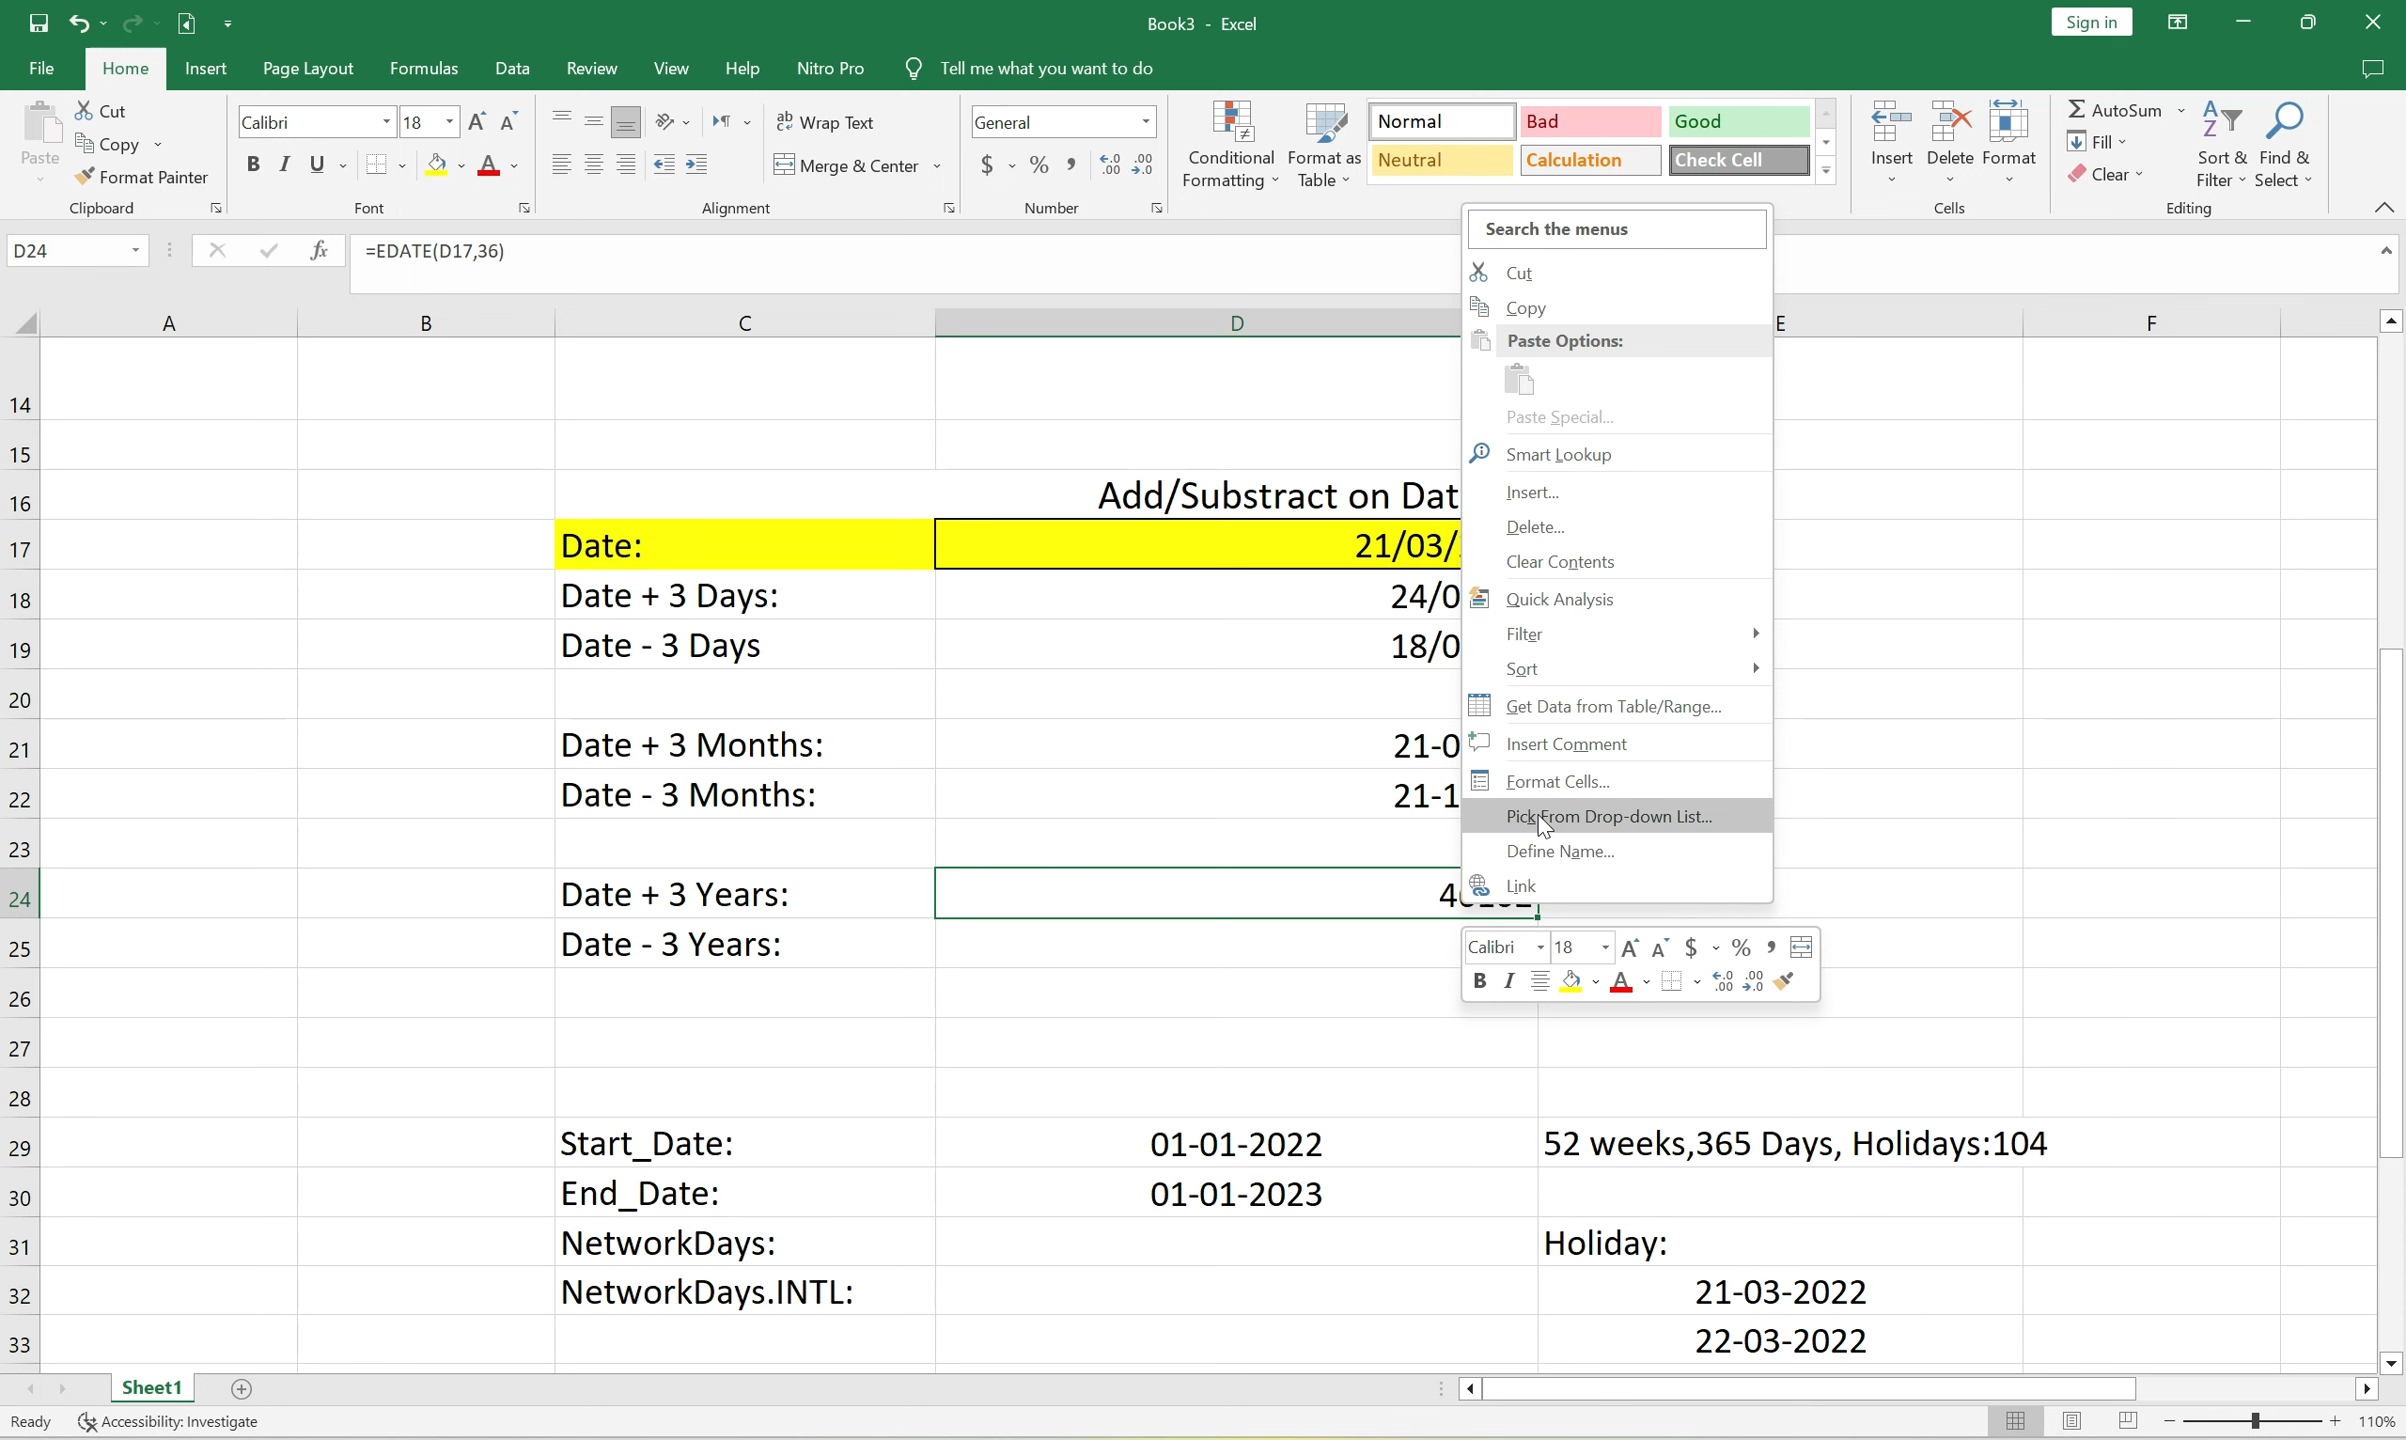 Book3 - Excel
Sign in
File Home Insert Page Layout Formulas Data Review View Help Nitro Pro Tell me what you want to do
Paste
Cut
Copy
Format Painter
Clipboard
Calibri 18
B I U A
Font
Wrap Text
Merge & Center
Alignment
General
$ % ,
Number
Conditional Formatting
Format as Table
Normal Bad Good
Neutral Calculation Check Cell
Insert Delete Format
Cells
AutoSum
Fill
Clear
Sort & Filter
Find & Select
Editing
D24
fx
=EDATE(D17,36)
A B C D E F
14
15
16 Add/Substract on Dat
17 Date: 21/03/
18 Date + 3 Days: 24/0
19 Date - 3 Days 18/0
20
21 Date + 3 Months: 21-0
22 Date - 3 Months: 21-1
23
24 Date + 3 Years:
25 Date - 3 Years:
26
27
28
29 Start_Date: 01-01-2022 52 weeks,365 Days, Holidays:104
30 End_Date: 01-01-2023
31 NetworkDays: Holiday:
32 NetworkDays.INTL: 21-03-2022
33 22-03-2022
Search the menus
Cut
Copy
Paste Options:
Paste Special...
Smart Lookup
Insert...
Delete...
Clear Contents
Quick Analysis
Filter
Sort
Get Data from Table/Range...
Insert Comment
Format Cells...
Pick From Drop-down List...
Define Name...
Link
Calibri 18 A A $ % ,
B I A
Sheet1
Ready Accessibility: Investigate
110%